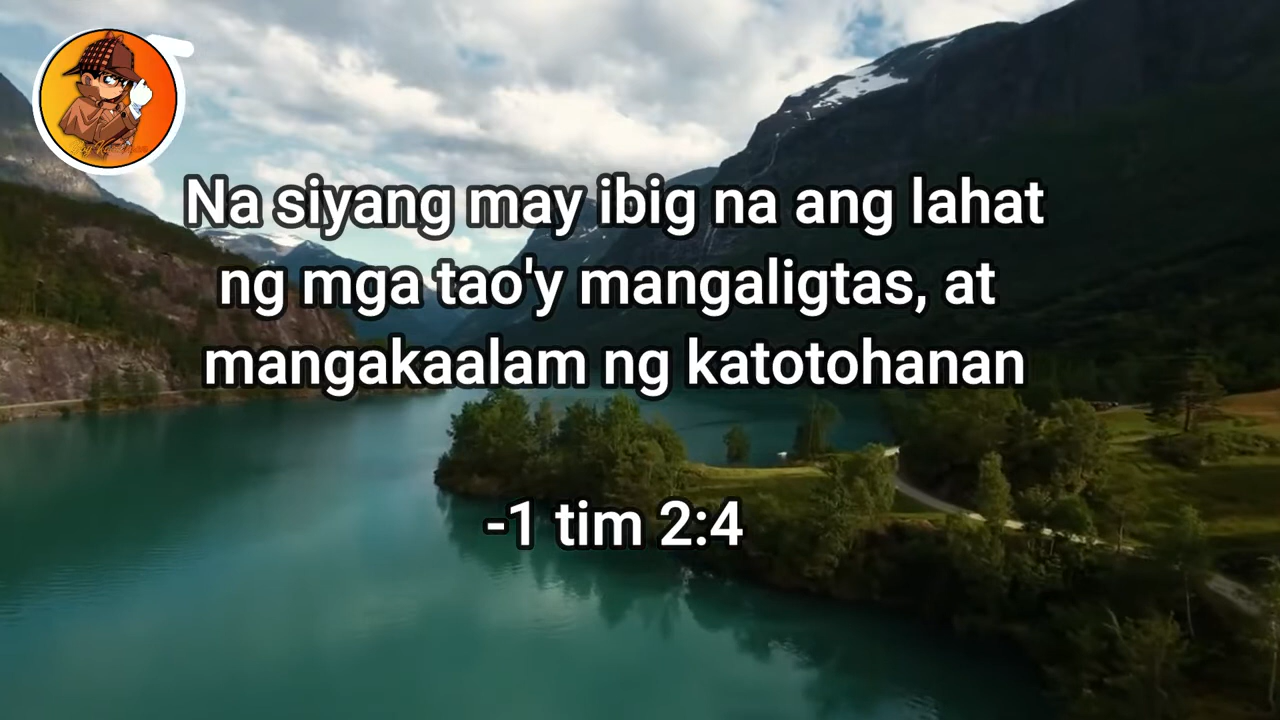 Na siyang may ibig na ang lahat
ng mga tao'y mangaligtas, at
mangakaalam ng katotohanan
-1 tim 2:4